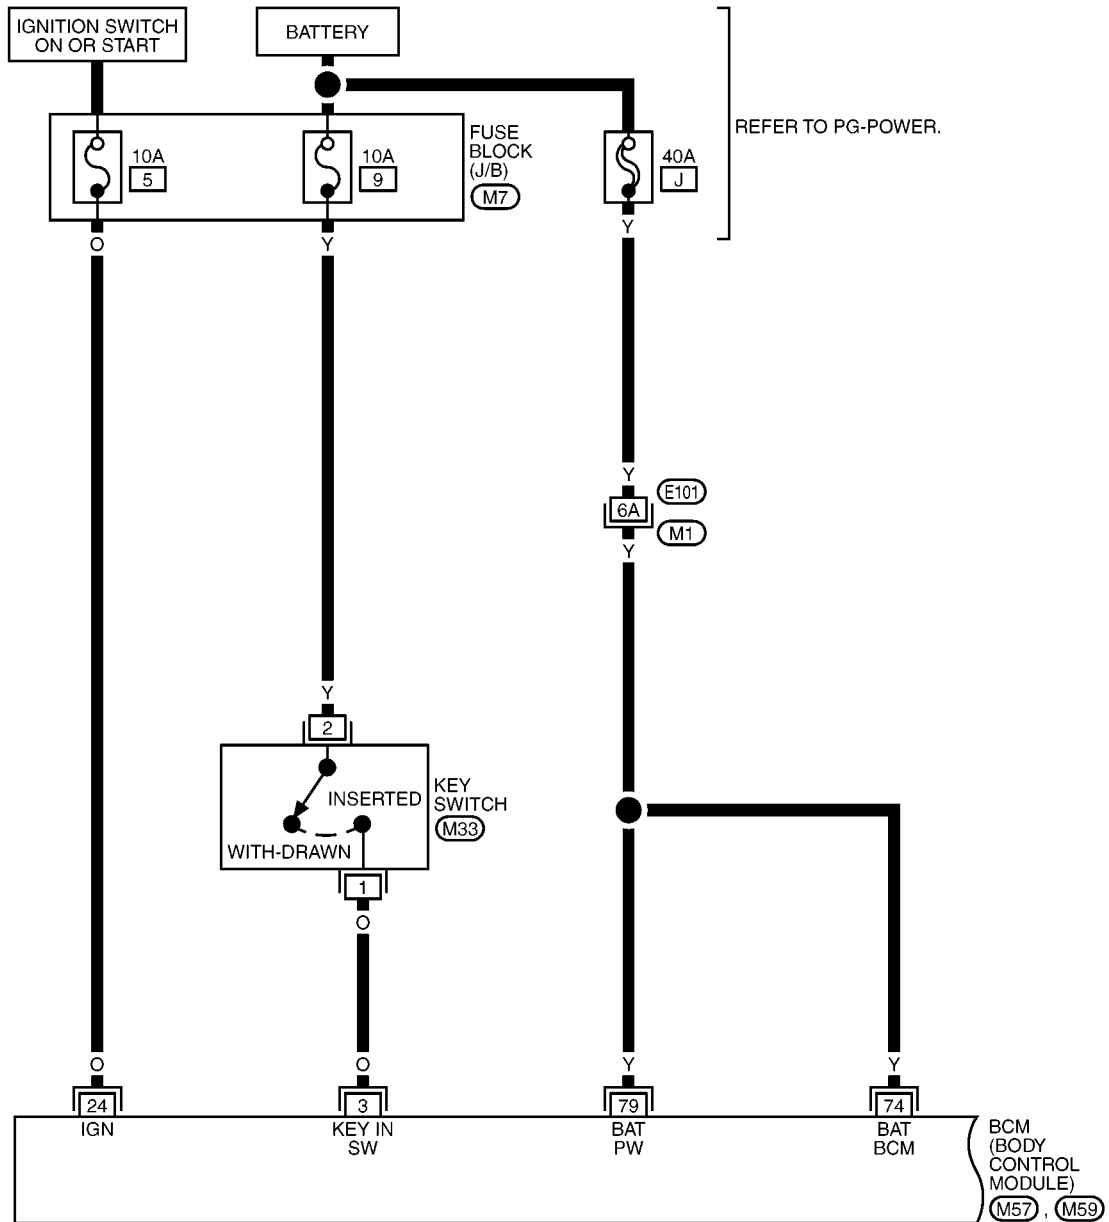 IGNITION SWITCH
ON OR START
BATTERY
REFER TO PG-POWER.
10A
5
10A
9
FUSE
BLOCK
(J/B)
M7
40A
J
O
Y
Y
Y
E101
6A
M1
Y
Y
2
INSERTED
WITH-DRAWN
KEY
SWITCH
M33
1
O
O
O
Y
Y
24
3
79
74
IGN
KEY IN
SW
BAT
PW
BAT
BCM
BCM
(BODY
CONTROL
MODULE)
M57 , M59